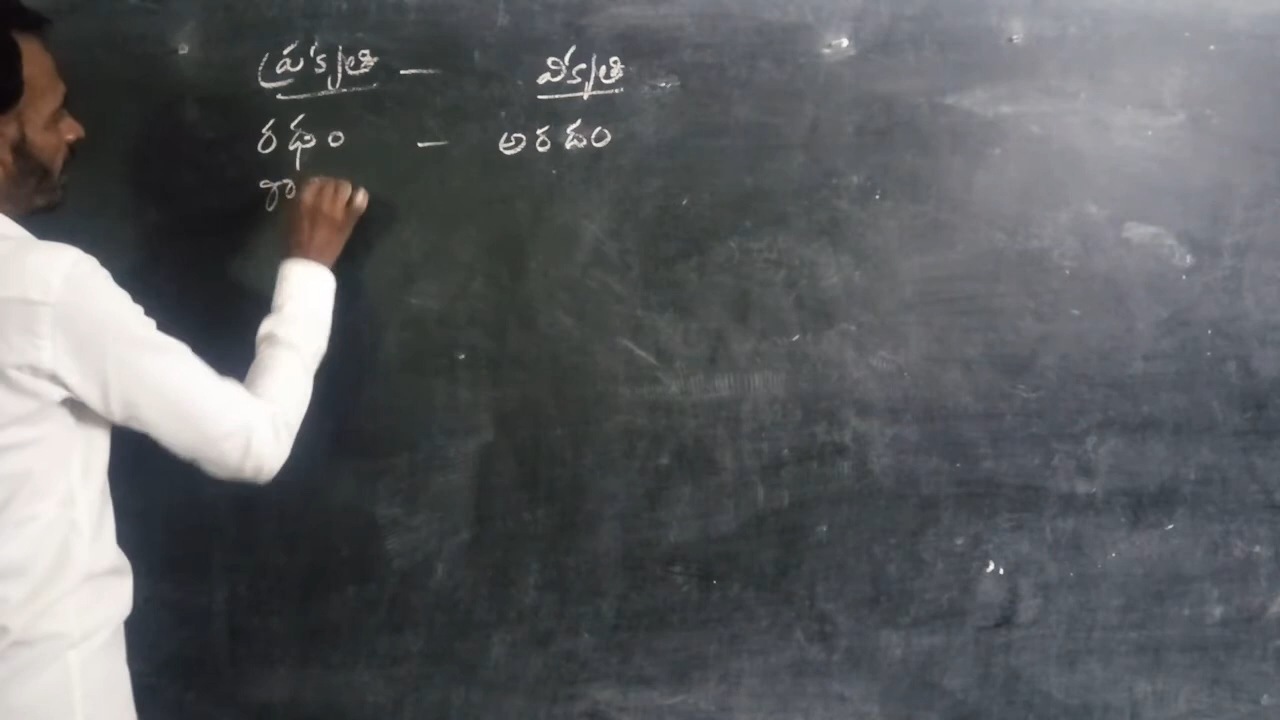 ప్రకృతి - వికృతి
రథం - అరదం
రా